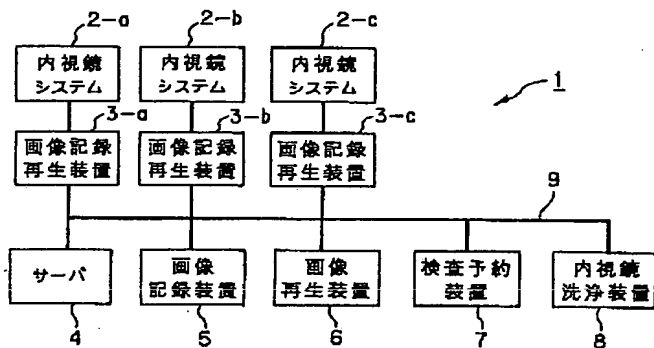 2-a
2-b
2-c
内視鏡
システム
内視鏡
システム
内視鏡
システム
1
3-a
3-b
3-c
画像記録
再生装置
画像記録
再生装置
画像記録
再生装置
9
サーバ
画像
記録装置
画像
再生装置
検査予約
装置
内視鏡
洗浄装置
4
5
6
7
8